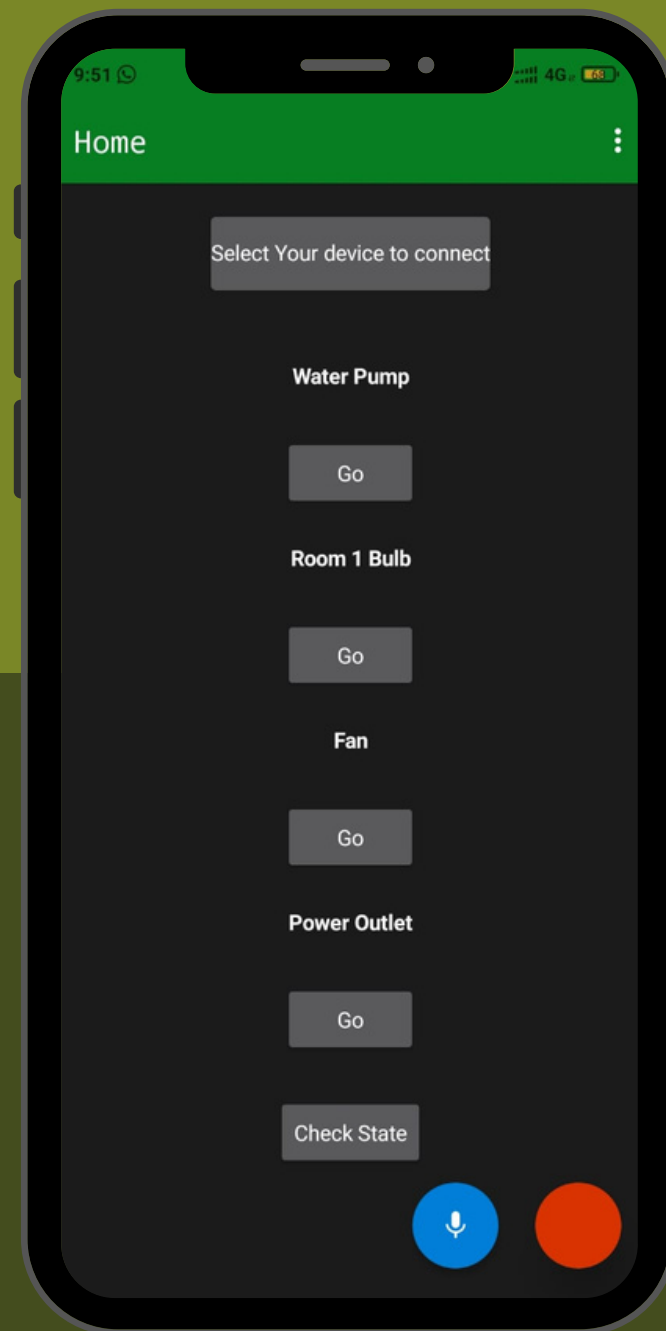 9:51
4G
68
Home
Select Your device to connect
Water Pump
Go
Room 1 Bulb
Go
Fan
Go
Power Outlet
Go
Check State